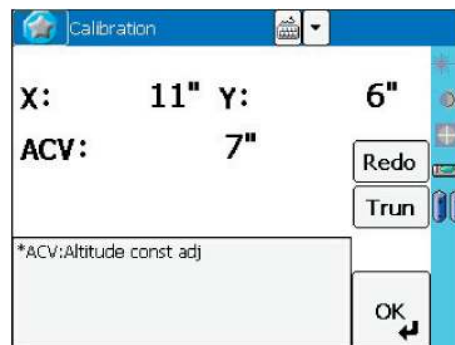 Calibration
X: 11" Y: 6"
ACV: 7"
Redo
Trun
*ACV:Altitude const adj
OK